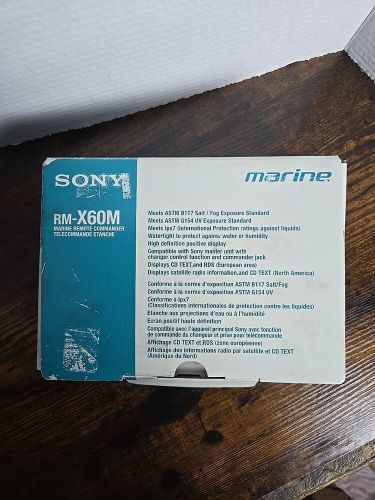 SONY
marine
RM-X60M
MARINE REMOTE COMMANDER
TÉLÉCOMMANDE ÉTANCHE
Meets ASTM B117 Salt / Fog Exposure Standard
Meets ASTM G154 UV Exposure Standard
Meets Ipx7 (International Protection ratings against liquids)
Watertight to protect against water or humidity
High definition positive display
Compatible with Sony master unit with
changer control function and commander jack
Displays CD TEXT,and RDS (European area)
Displays satellite radio information,and CD TEXT (North America)
Conforme à la norme d'exposition ASTM B117 Salt/Fog
Conforme à la norme d'exposition ASTM G154 UV
Conforme à Ipx7
(Classifications internationales de protection contre les liquides)
Étanche aux projections d'eau ou à l'humidité
Écran positif haute définition
Compatible avec l'appareil principal Sony avec fonction
de commande du changeur et prise pour télécommande
Affichage CD TEXT et RDS (zone européenne)
Affichage des informations radio par satellite et CD TEXT
(Amérique du Nord)